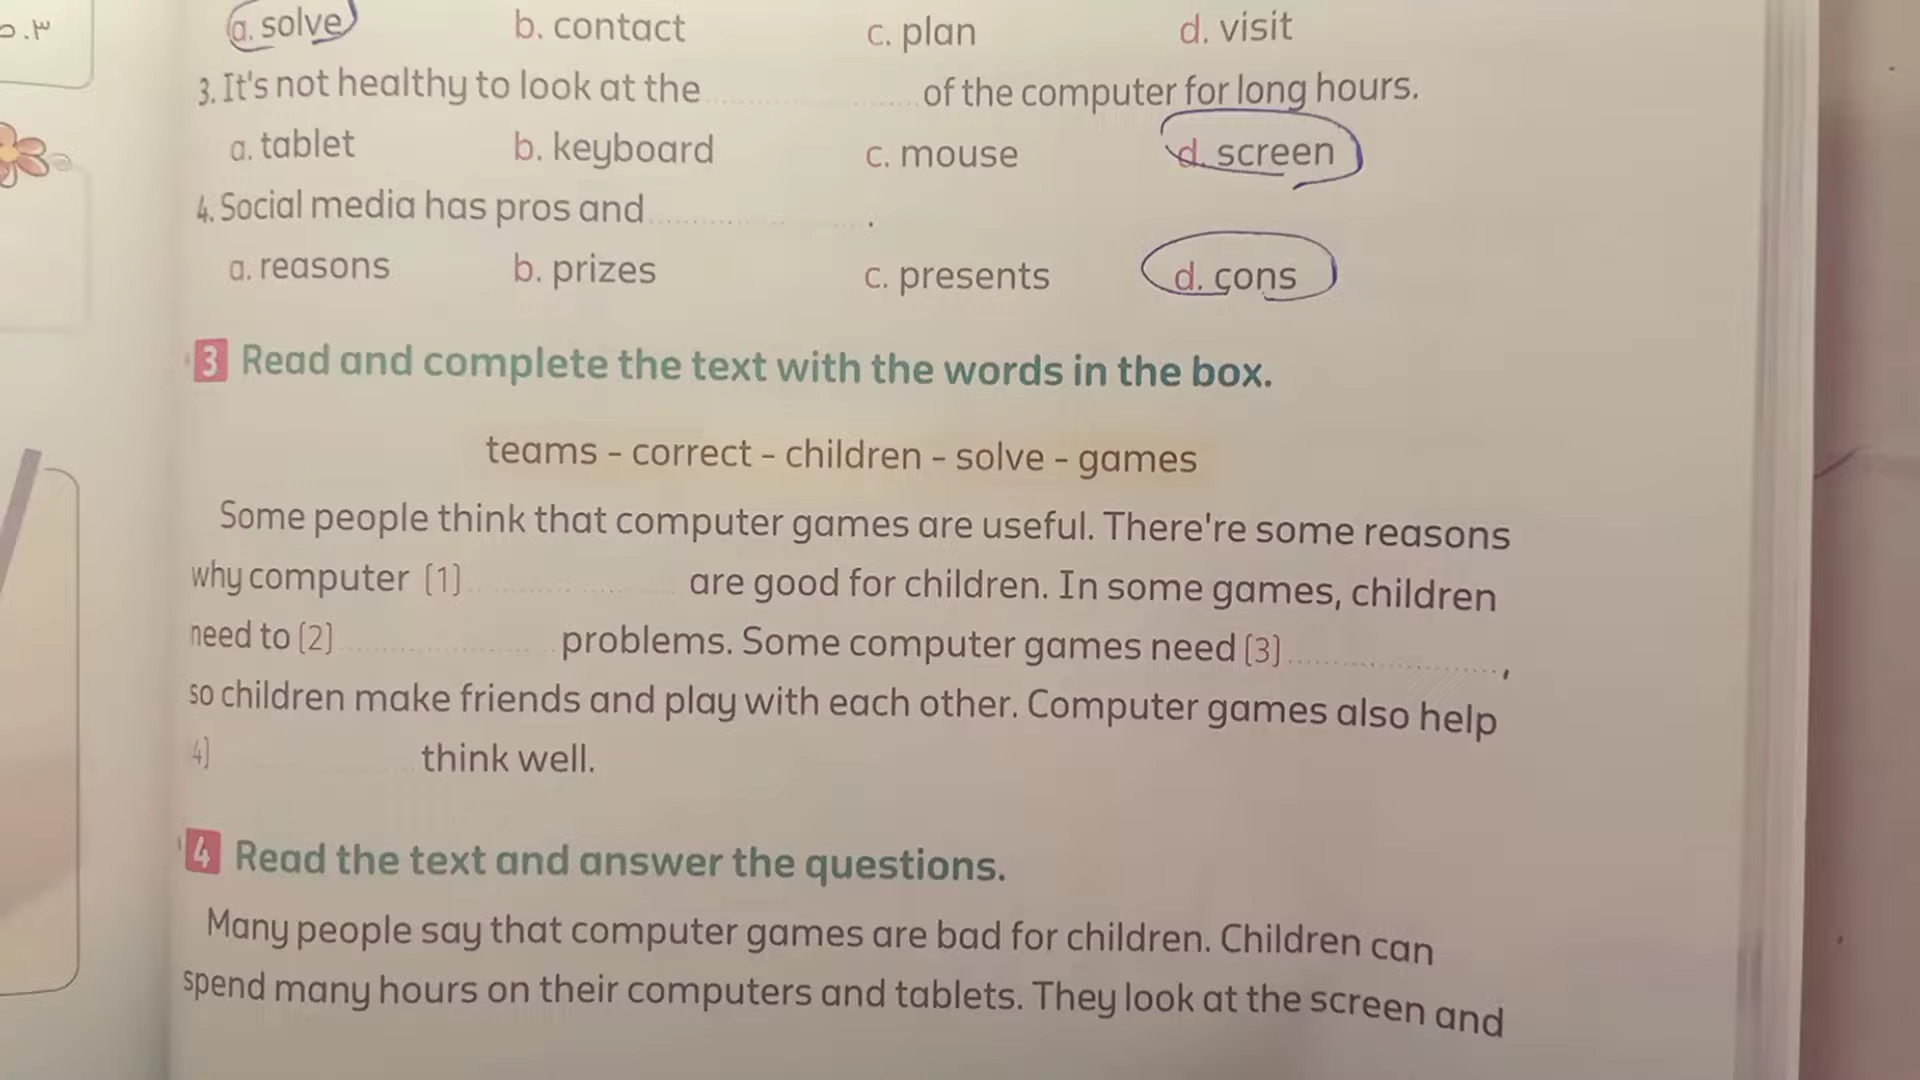 a. solve b. contact c. plan d. visit
3. It's not healthy to look at the .................... of the computer for long hours.
a. tablet b. keyboard c. mouse d. screen
4. Social media has pros and .................... .
a. reasons b. prizes c. presents d. cons
3 Read and complete the text with the words in the box.
teams - correct - children - solve - games
Some people think that computer games are useful. There're some reasons
why computer (1) .................... are good for children. In some games, children
need to (2) .................... problems. Some computer games need (3) .................... ,
so children make friends and play with each other. Computer games also help
4) .................... think well.
4 Read the text and answer the questions.
Many people say that computer games are bad for children. Children can
spend many hours on their computers and tablets. They look at the screen and